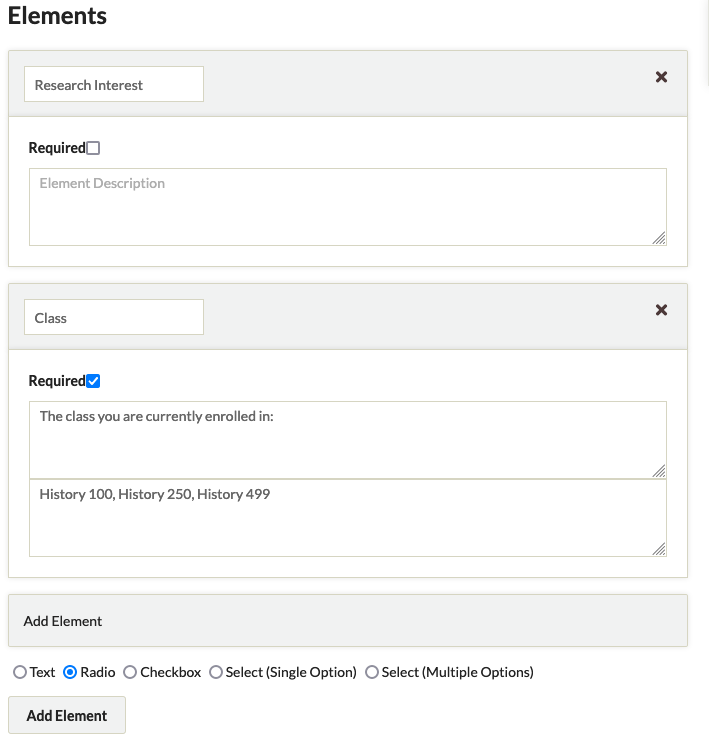 Elements
Research Interest
Required
Element Description
Class
Required
The class you are currently enrolled in:
History 100, History 250, History 499
Add Element
Text Radio Checkbox Select (Single Option) Select (Multiple Options)
Add Element